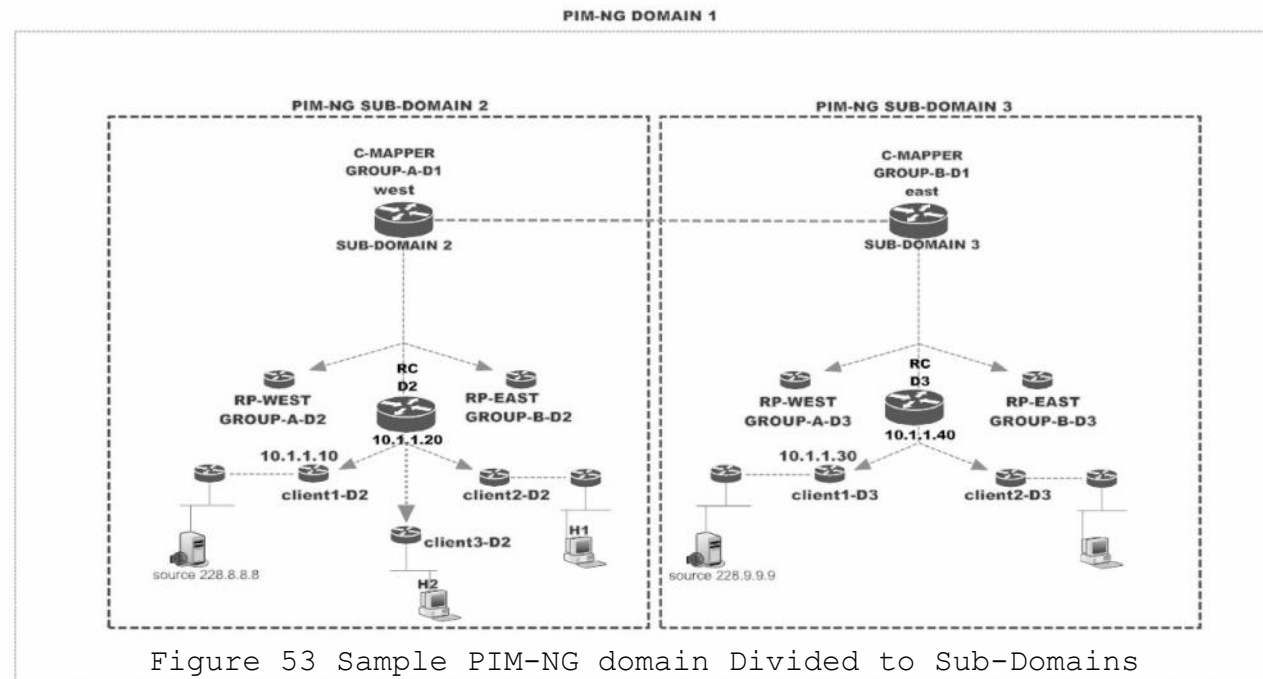 PIM-NG DOMAIN 1
PIM-NG SUB-DOMAIN 2
PIM-NG SUB-DOMAIN 3
C-MAPPER
GROUP-A-D1
west
SUB-DOMAIN 2
C-MAPPER
GROUP-B-D1
east
SUB-DOMAIN 3
RP-WEST
GROUP-A-D2
RC
D2
10.1.1.20
RP-EAST
GROUP-B-D2
RP-WEST
GROUP-A-D3
RC
D3
10.1.1.40
RP-EAST
GROUP-B-D3
10.1.1.10
client1-D2
client2-D2
client3-D2
H1
H2
source 228.8.8.8
10.1.1.30
client1-D3
client2-D3
source 228.9.9.9
Figure 53 Sample PIM-NG domain Divided to Sub-Domains